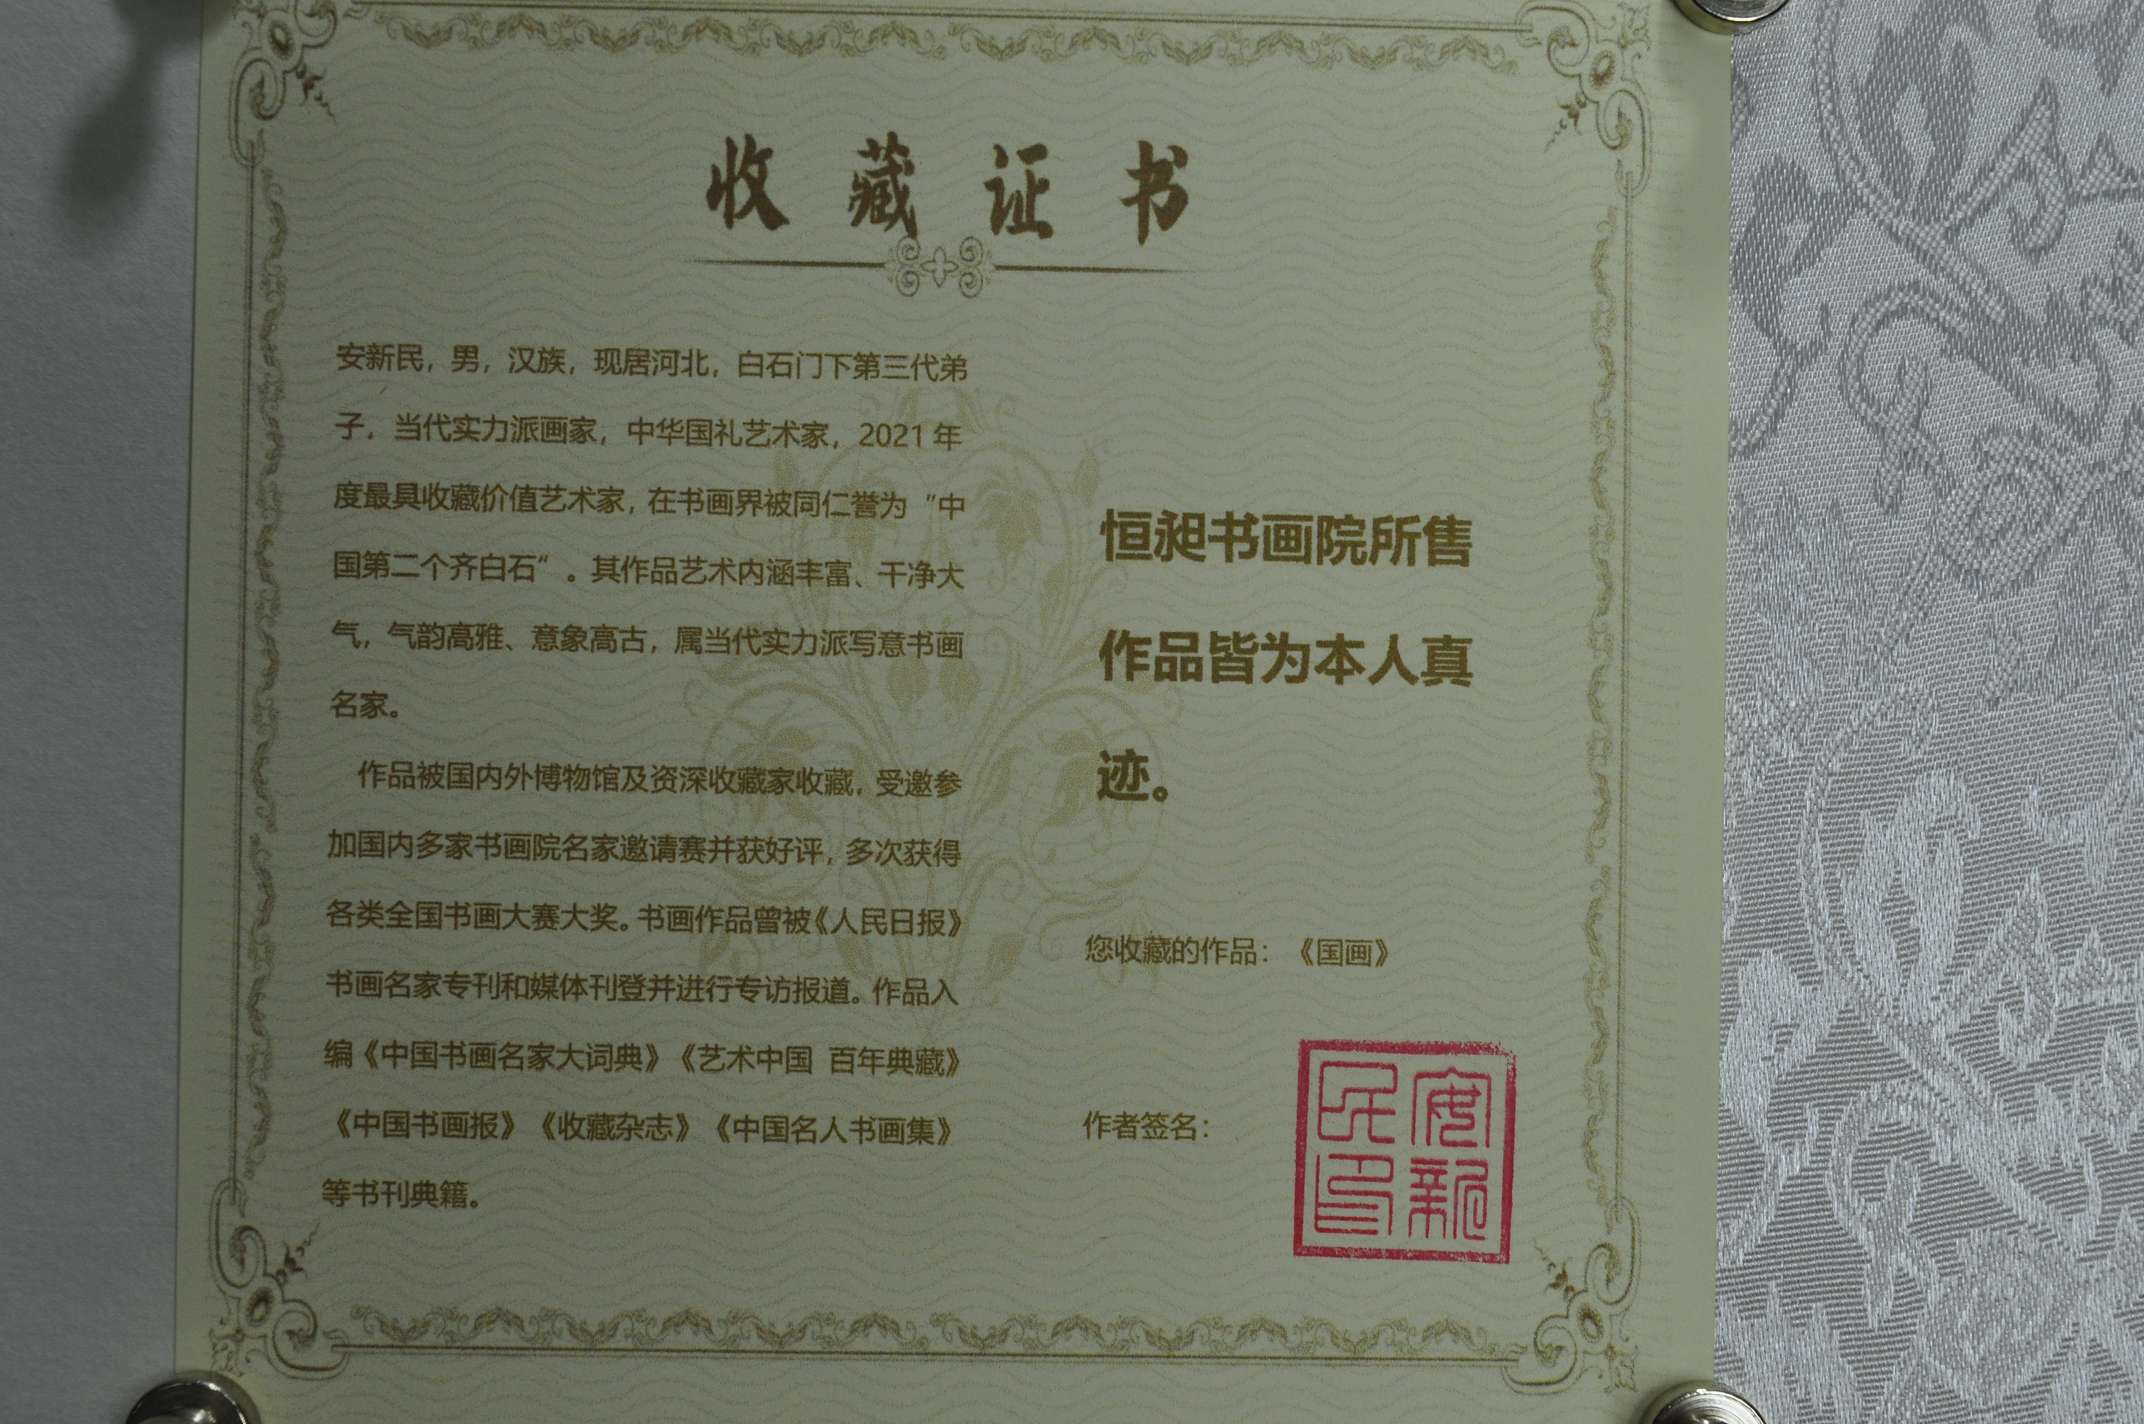 收藏证书
安新民，男，汉族，现居河北，白石门下第三代弟
子，当代实力派画家，中华国礼艺术家，2021 年
度最具收藏价值艺术家，在书画界被同仁誉为“中
国第二个齐白石”。其作品艺术内涵丰富、干净大
气，气韵高雅、意象高古，属当代实力派写意书画
名家。
作品被国内外博物馆及资深收藏家收藏，受邀参
加国内多家书画院名家邀请赛并获好评，多次获得
各类全国书画大赛大奖。书画作品曾被《人民日报》
书画名家专刊和媒体刊登并进行专访报道。作品入
编《中国书画名家大词典》《艺术中国 百年典藏》
《中国书画报》《收藏杂志》《中国名人书画集》
等书刊典籍。
恒昶书画院所售
作品皆为本人真
迹。
您收藏的作品：《国画》
作者签名：
安新
民印